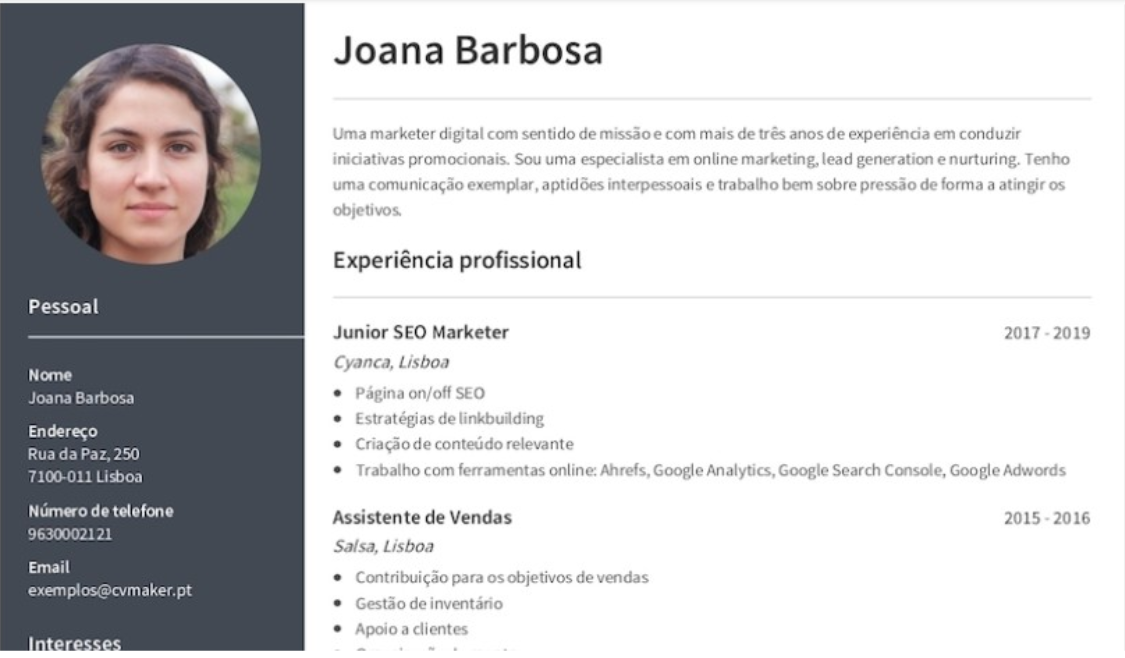 Joana Barbosa
Uma marketer digital com sentido de missão e com mais de três anos de experiência em conduzir
iniciativas promocionais. Sou uma especialista em online marketing, lead generation e nurturing. Tenho
uma comunicação exemplar, aptidões interpessoais e trabalho bem sobre pressão de forma a atingir os
objetivos.
Experiência profissional
Junior SEO Marketer 2017 - 2019
Cyanca, Lisboa
• Página on/off SEO
• Estratégias de linkbuilding
• Criação de conteúdo relevante
• Trabalho com ferramentas online: Ahrefs, Google Analytics, Google Search Console, Google Adwords
Assistente de Vendas 2015 - 2016
Salsa, Lisboa
• Contribuição para os objetivos de vendas
• Gestão de inventário
• Apoio a clientes
Pessoal
Nome
Joana Barbosa
Endereço
Rua da Paz, 250
7100-011 Lisboa
Número de telefone
9630002121
Email
exemplos@cvmaker.pt
Interesses